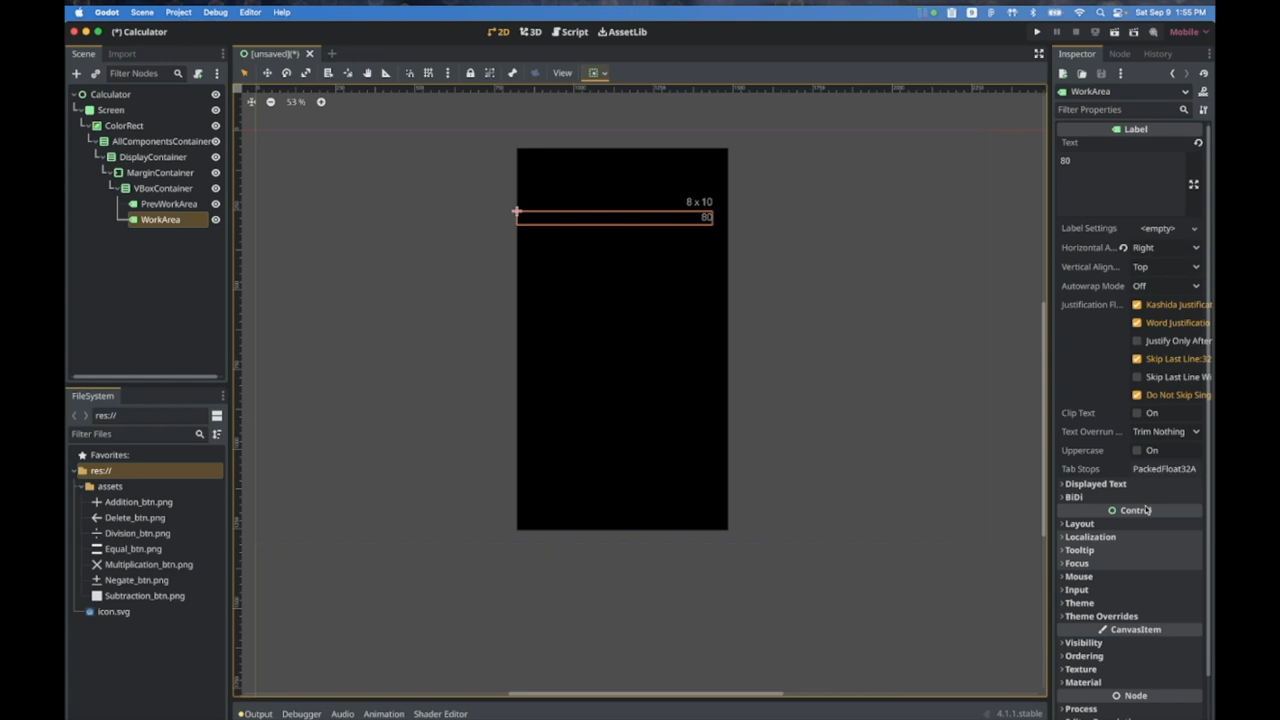 Godot Scene Project Debug Editor Help
Sat Sep 9 1:55 PM
(*) Calculator
2D 3D Script AssetLib
Mobile
Scene Import
Filter Nodes
Calculator
Screen
ColorRect
AllComponentsContainer
DisplayContainer
MarginContainer
VBoxContainer
PrevWorkArea
WorkArea
FileSystem
res://
Filter Files
Favorites:
res://
assets
Addition_btn.png
Delete_btn.png
Division_btn.png
Equal_btn.png
Multiplication_btn.png
Negate_btn.png
Subtraction_btn.png
icon.svg
[unsaved](*)
View
53 %
8 x 10
80
Output Debugger Audio Animation Shader Editor
4.1.1.stable
Inspector Node History
WorkArea
Filter Properties
Label
Text
80
Label Settings <empty>
Horizontal A... Right
Vertical Align... Top
Autowrap Mode Off
Justification Fl... Kashida Justifica
Word Justificatio
Justify Only After
Skip Last Line:32
Skip Last Line W
Do Not Skip Sing
Clip Text On
Text Overrun ... Trim Nothing
Uppercase On
Tab Stops PackedFloat32A
Displayed Text
BiDi
Control
Layout
Localization
Tooltip
Focus
Mouse
Input
Theme
Theme Overrides
CanvasItem
Visibility
Ordering
Texture
Material
Node
Process